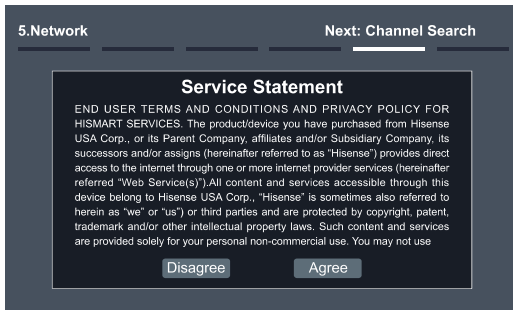 5.Network
Next: Channel Search
Service Statement
END USER TERMS AND CONDITIONS AND PRIVACY POLICY FOR
HISMART SERVICES. The product/device you have purchased from Hisense
USA Corp., or its Parent Company, affiliates and/or Subsidiary Company, its
successors and/or assigns (hereinafter referred to as “Hisense”) provides direct
access to the internet through one or more internet provider services (hereinafter
referred “Web Service(s)”).All content and services accessible through this
device belong to Hisense USA Corp., “Hisense” is sometimes also referred to
herein as “we” or “us”) or third parties and are protected by copyright, patent,
trademark and/or other intellectual property laws. Such content and services
are provided solely for your personal non-commercial use. You may not use
Disagree
Agree